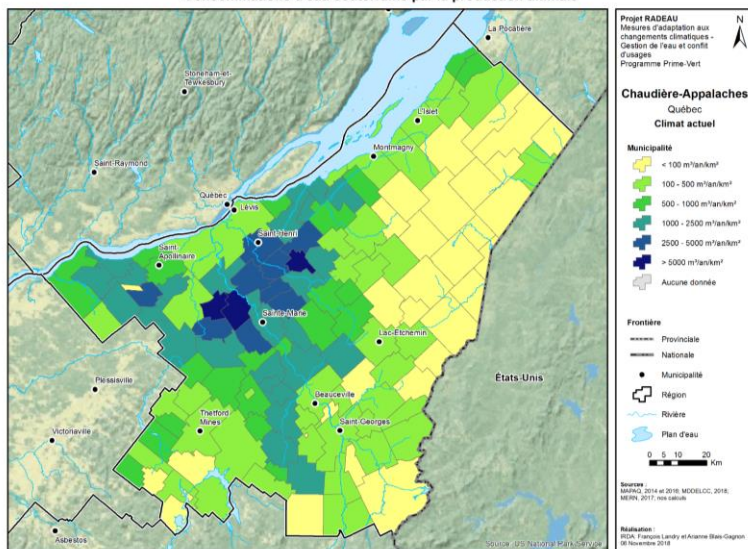 Projet RADEAU
Mesures d'adaptation aux
changements climatiques -
Gestion de l'eau et conflit
d'usages
Programme Prime-Vert
N
Chaudière-Appalaches
Québec
Climat actuel
Municipalité
< 100 m³/an/km²
100 - 500 m³/an/km²
500 - 1000 m³/an/km²
1000 - 2500 m³/an/km²
2500 - 5000 m³/an/km²
> 5000 m³/an/km²
Aucune donnée
Frontière
Provinciale
Nationale
Municipalité
Région
Rivière
Plan d'eau
0 5 10 20
Km
Sources :
MAPAQ, 2014 et 2016; MDDELCC, 2018;
MERN, 2017; nos calculs
Réalisation :
IRDA: François Landry et Arianne Blais-Gagnon
06 Novembre 2018
La Pocatière
Stoneham-et-
Tewkesbury
L'Islet
Montmagny
Saint-Raymond
Québec
Lévis
Saint-Henri
Saint-
Apollinaire
Sainte-Marie
Lac-Etchemin
États-Unis
Plessisville
Beauceville
Thetford
Mines
Saint-Georges
Victoriaville
Asbestos
Source : US National Park Service